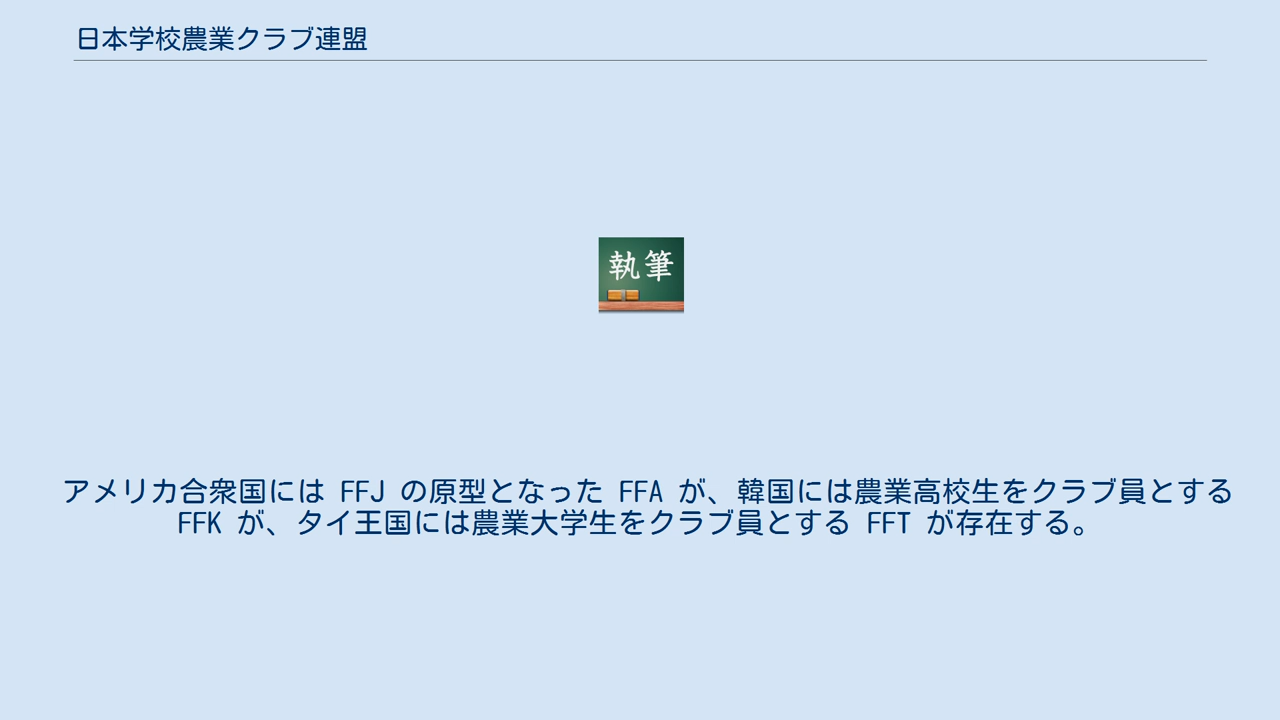 日本学校農業クラブ連盟
執筆
アメリカ合衆国には FFJ の原型となった FFA が、韓国には農業高校生をクラブ員とする
FFK が、タイ王国には農業大学生をクラブ員とする FFT が存在する。